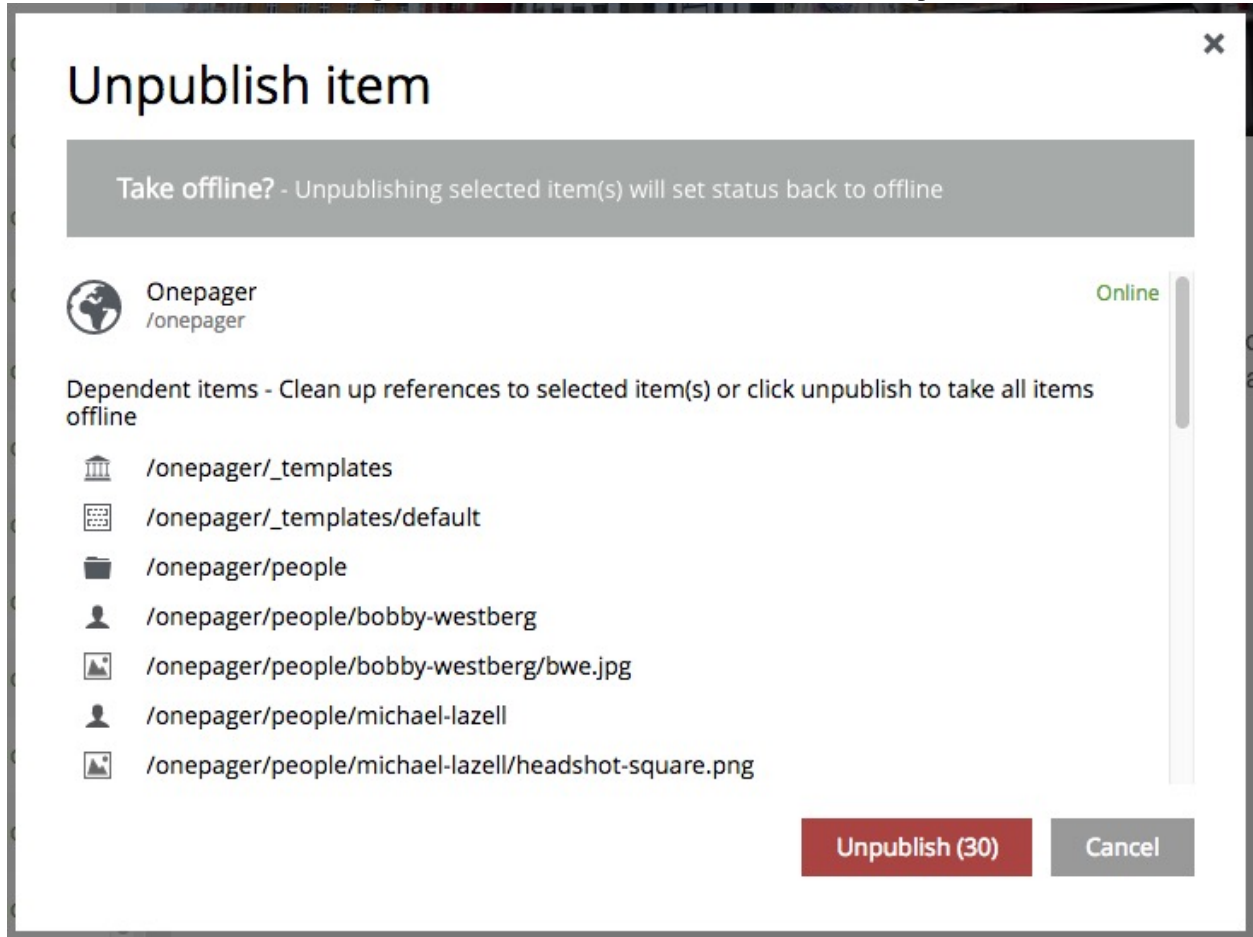 Unpublish item
Take offline? - Unpublishing selected item(s) will set status back to offline
Onepager
Online
/onepager
Dependent items - Clean up references to selected item(s) or click unpublish to take all items
offline
/onepager/_templates
/onepager/_templates/default
/onepager/people
/onepager/people/bobby-westberg
/onepager/people/bobby-westberg/bwe.jpg
/onepager/people/michael-lazell
/onepager/people/michael-lazell/headshot-square.png
Unpublish (30)
Cancel